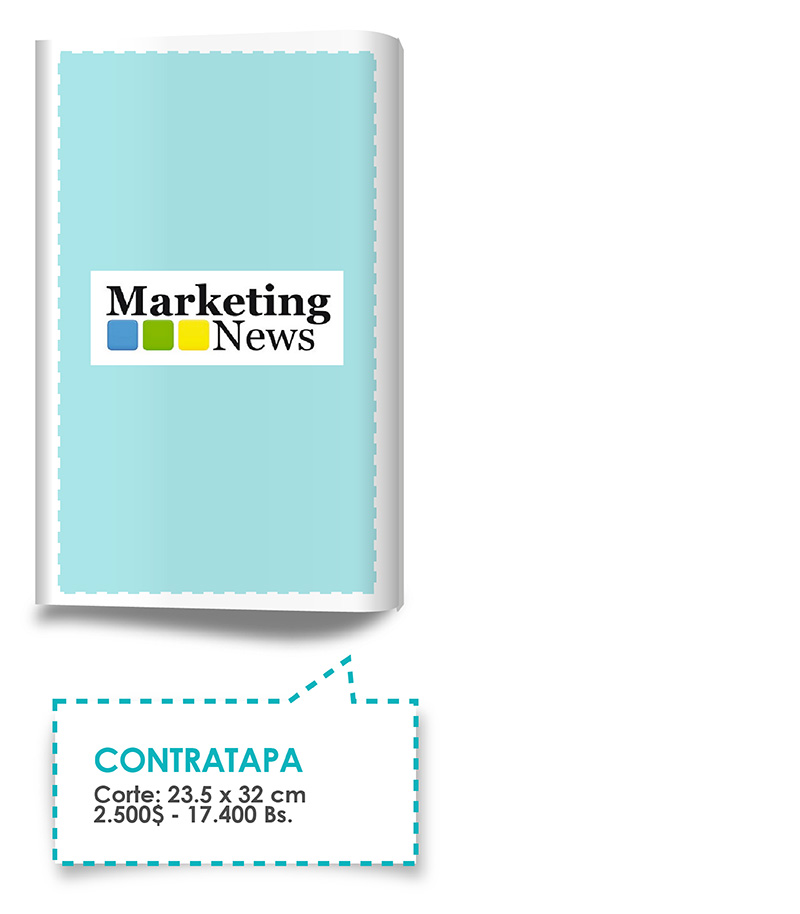 Marketing
News
CONTRATAPA
Corte: 23.5 x 32 cm
2.500$ - 17.400 Bs.